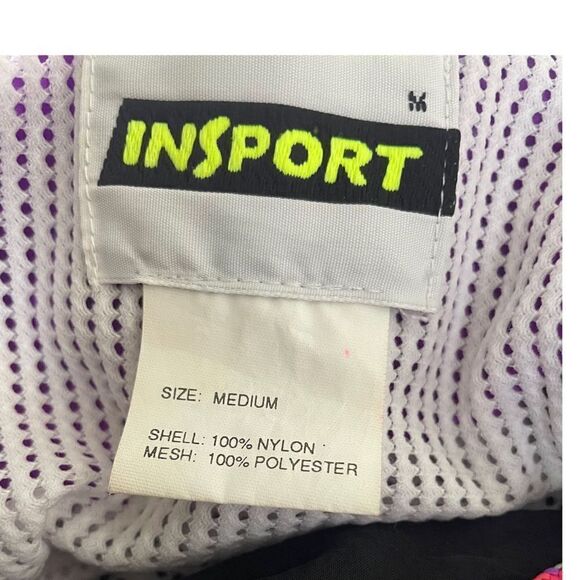 M
INSPORT
SIZE: MEDIUM
SHELL: 100% NYLON
MESH: 100% POLYESTER